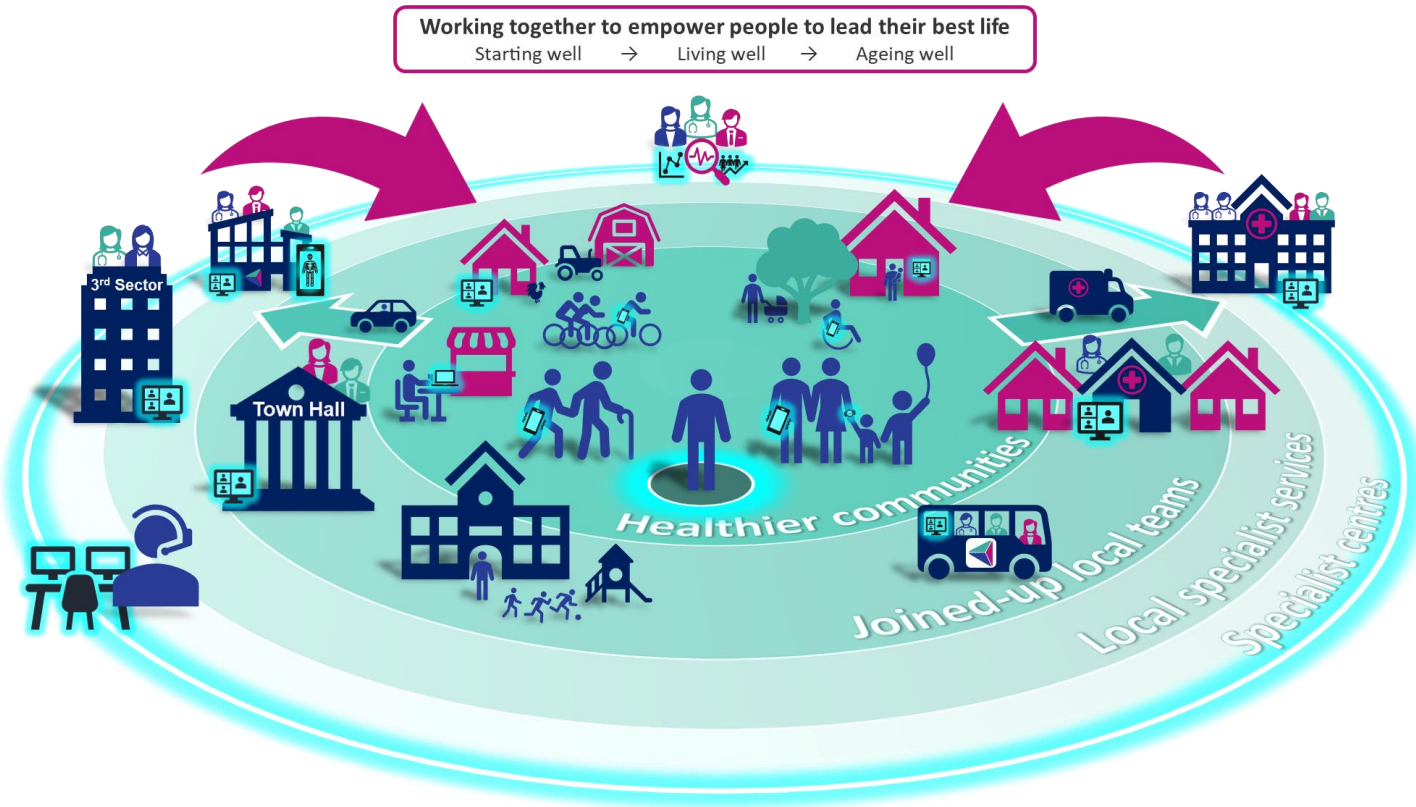 Working together to empower people to lead their best life
Starting well → Living well → Ageing well
3rd Sector
Town Hall
Healthier communities
Joined-up local teams
Local specialist services
Specialist centres